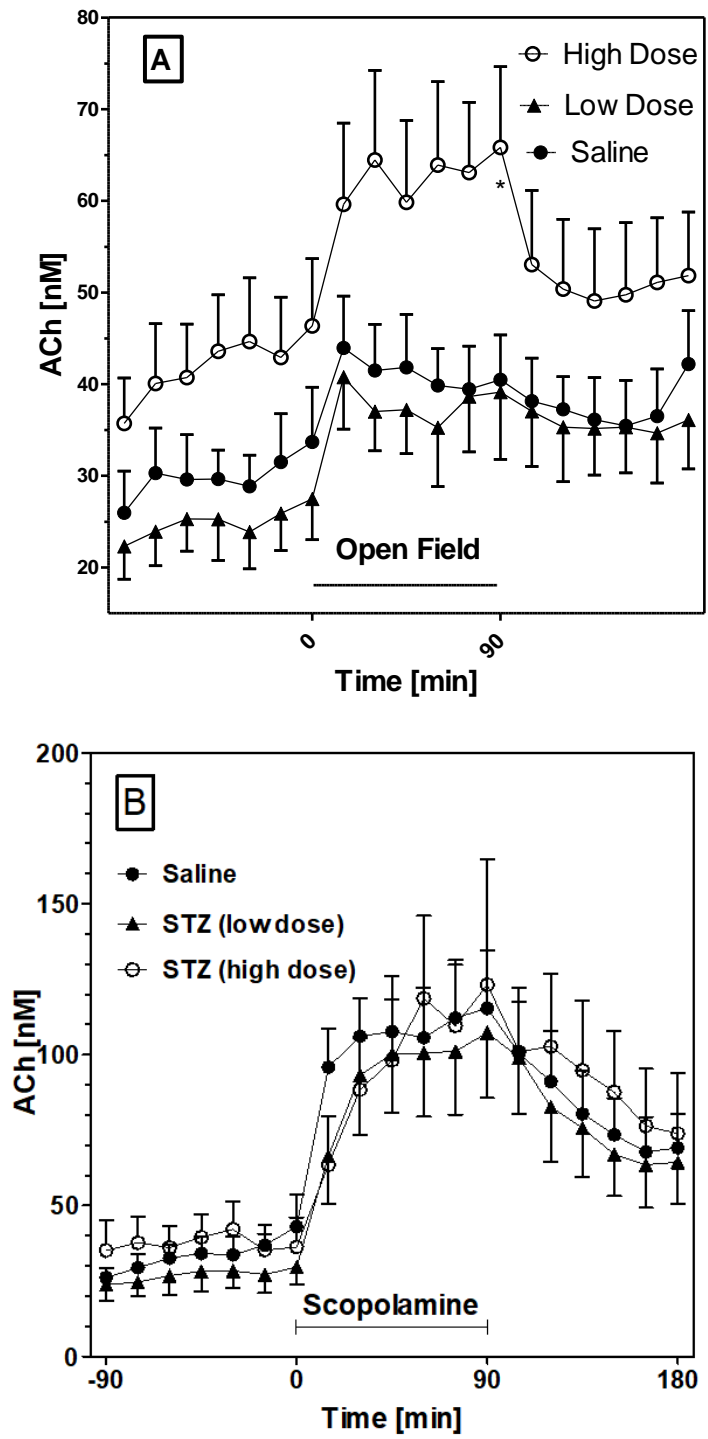 80
A
High Dose
Low Dose
Saline
70
60
50
40
30
20
ACh [nM]
*
Open Field
0
90
Time [min]
200
B
Saline
STZ (low dose)
STZ (high dose)
150
100
50
0
ACh [nM]
Scopolamine
-90
0
90
180
Time [min]